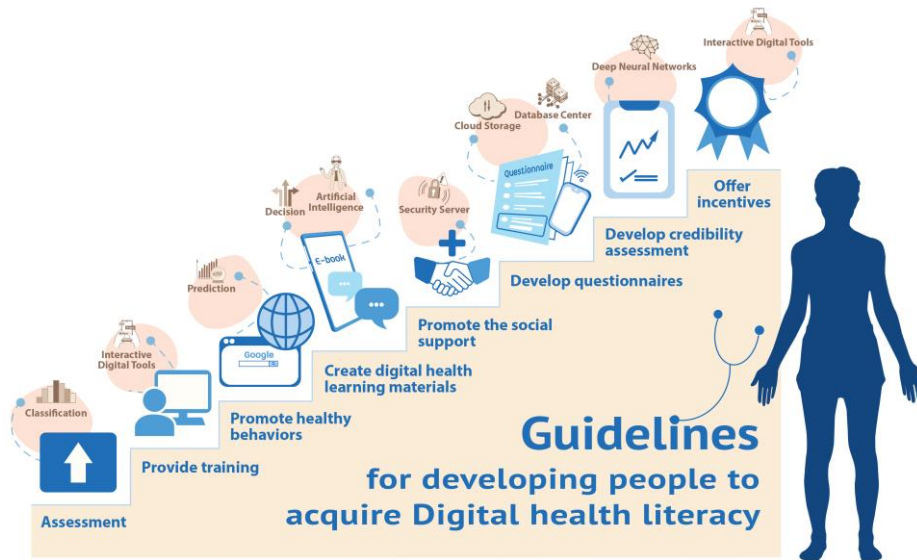 Classification
Assessment
Interactive
Digital Tools
Provide training
Prediction
Google
Promote healthy
behaviors
Decision
Artificial
Intelligence
E-book
Create digital health
learning materials
Security Server
Promote the social
support
Cloud Storage
Database Center
Questionnaire
Develop questionnaires
Deep Neural Networks
Develop credibility
assessment
Interactive Digital Tools
Offer
incentives
Guidelines
for developing people to
acquire Digital health literacy